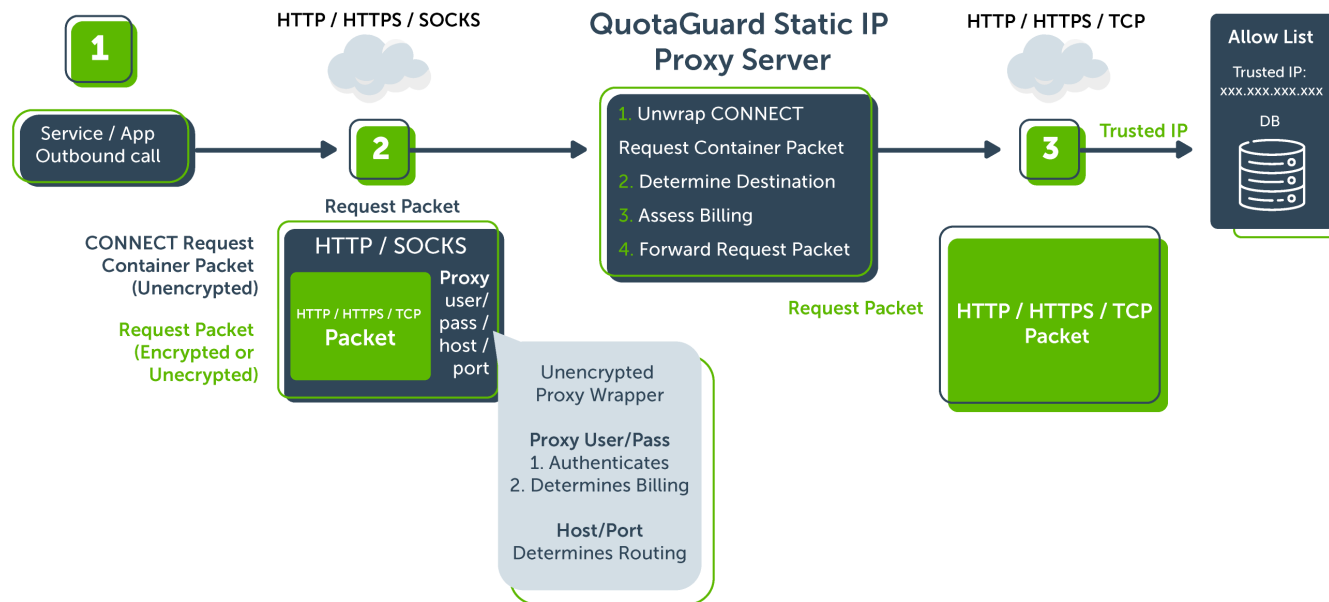 1
Service / App
Outbound call
HTTP / HTTPS / SOCKS
2
Request Packet
CONNECT Request
Container Packet
(Unencrypted)
Request Packet
(Encrypted or
Unecrypted)
HTTP / SOCKS
HTTP / HTTPS / TCP
Packet
Proxy
user/
pass /
host /
port
Unencrypted
Proxy Wrapper
Proxy User/Pass
1. Authenticates
2. Determines Billing
Host/Port
Determines Routing
QuotaGuard Static IP
Proxy Server
1. Unwrap CONNECT
Request Container Packet
2. Determine Destination
3. Assess Billing
4. Forward Request Packet
HTTP / HTTPS / TCP
3
Trusted IP
Request Packet
HTTP / HTTPS / TCP
Packet
Allow List
Trusted IP:
xxx.xxx.xxx.xxx
DB